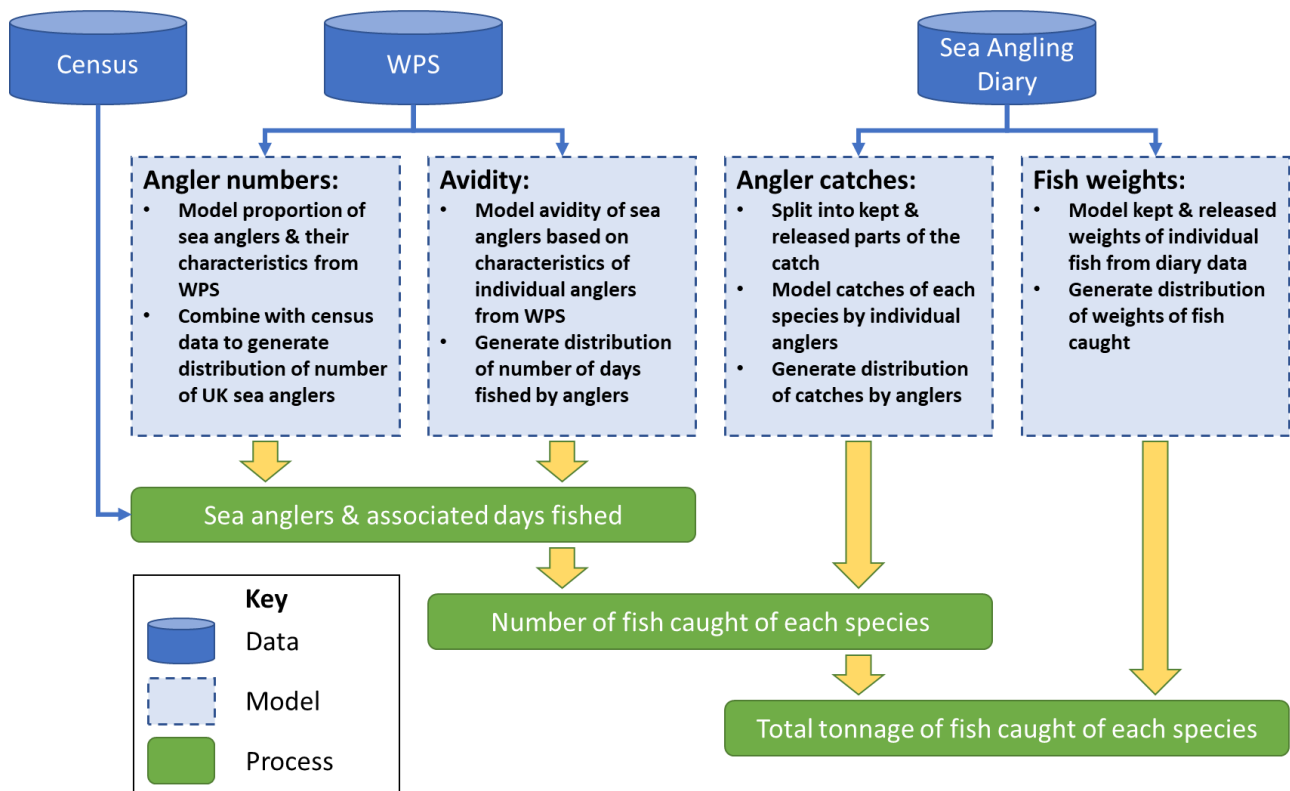 Census
WPS
Sea Angling
Diary
Angler numbers:
• Model proportion of
sea anglers & their
characteristics from
WPS
• Combine with census
data to generate
distribution of number
of UK sea anglers
Avidity:
• Model avidity of sea
anglers based on
characteristics of
individual anglers
from WPS
• Generate distribution
of number of days
fished by anglers
Angler catches:
• Split into kept &
released parts of the
catch
• Model catches of each
species by individual
anglers
• Generate distribution
of catches by anglers
Fish weights:
• Model kept & released
weights of individual
fish from diary data
• Generate distribution
of weights of fish
caught
Sea anglers & associated days fished
Number of fish caught of each species
Total tonnage of fish caught of each species
Key
Data
Model
Process